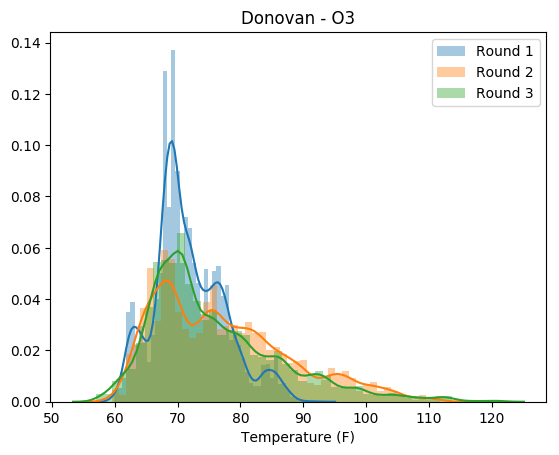 Donovan - O3
0.14
0.12
0.10
0.08
0.06
0.04
0.02
0.00
Round 1
Round 2
Round 3
50 60 70 80 90 100 110 120
Temperature (F)